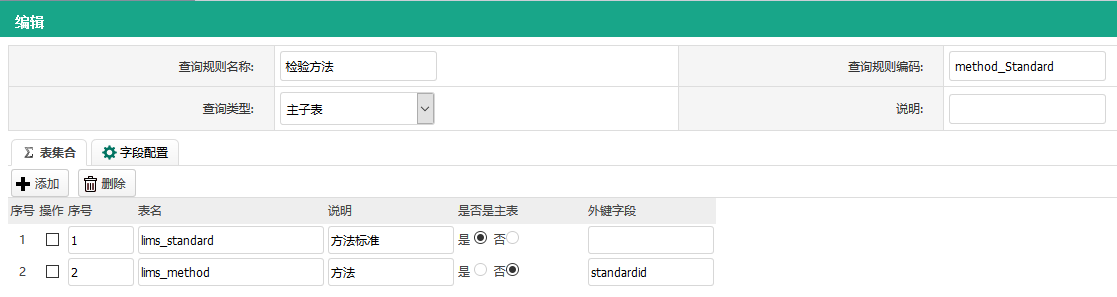 编辑
查询规则名称: 检验方法 查询规则编码: method_Standard
查询类型: 主子表 说明:
表集合 字段配置
添加 删除
序号 操作 序号 表名 说明 是否是主表 外键字段
1 1 lims_standard 方法标准 是 否
2 2 lims_method 方法 是 否 standardid